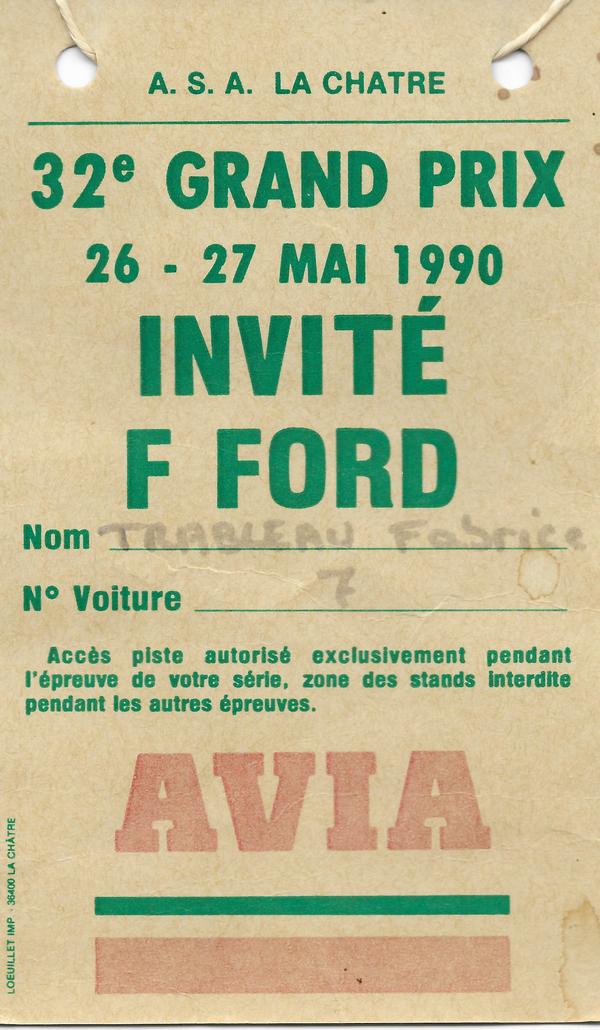 A. S. A. LA CHATRE
32e GRAND PRIX
26 - 27 MAI 1990
INVITÉ
F FORD
Nom TRABLEAU Fabrice
N° Voiture 7
Accès piste autorisé exclusivement pendant
l'épreuve de votre série, zone des stands interdite
pendant les autres épreuves.
AVIA
LOEUILLET IMP - 36400 LA CHÂTRE